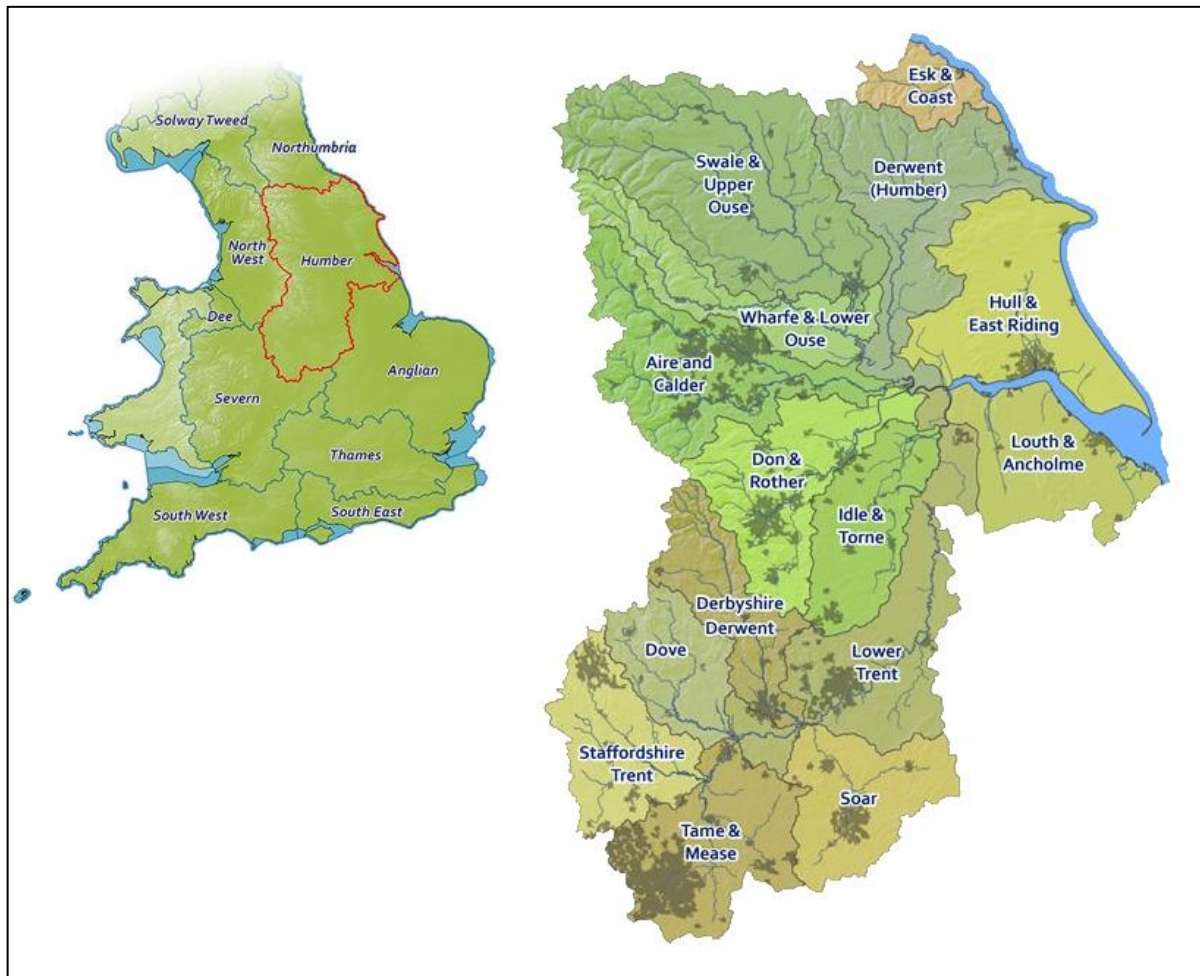 Solway Tweed
Northumbria
North
West
Humber
Dee
Anglian
Severn
Thames
South West
South East
Esk &
Coast
Swale &
Upper
Ouse
Derwent
(Humber)
Hull &
East Riding
Wharfe & Lower
Ouse
Aire and
Calder
Louth &
Ancholme
Don &
Rother
Idle &
Torne
Derbyshire
Derwent
Dove
Lower
Trent
Staffordshire
Trent
Soar
Tame &
Mease